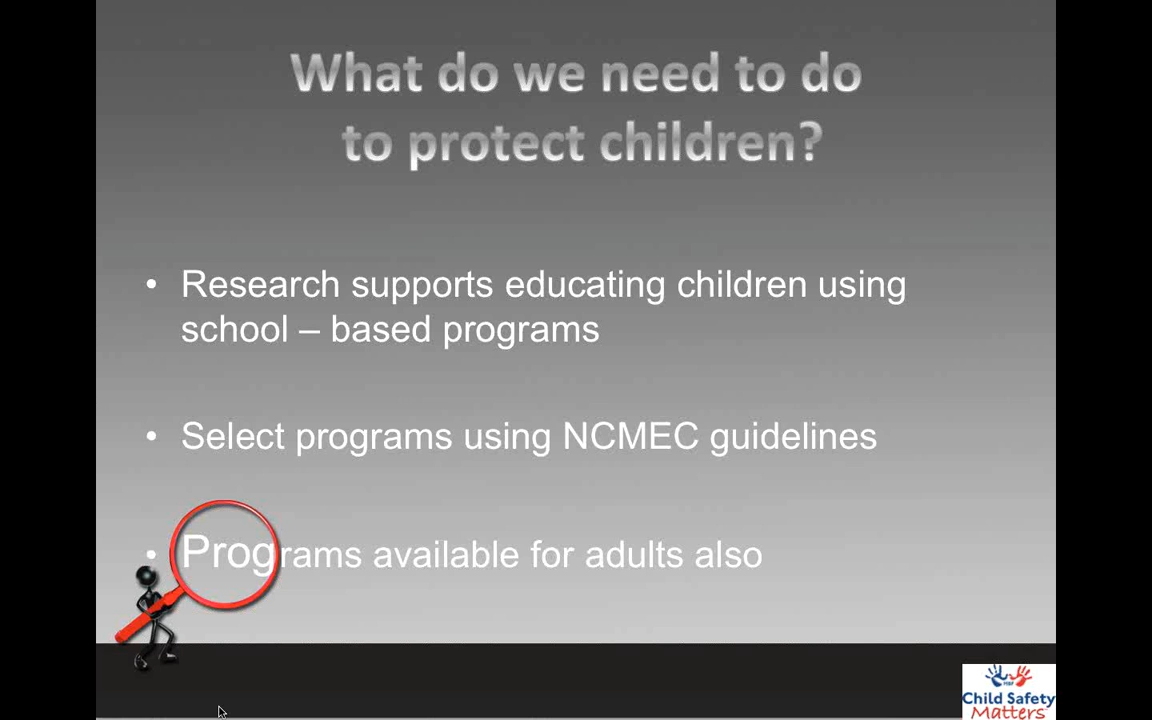 What do we need to do
to protect children?
• Research supports educating children using
school – based programs
• Select programs using NCMEC guidelines
• Programs available for adults also
Child Safety
Matters